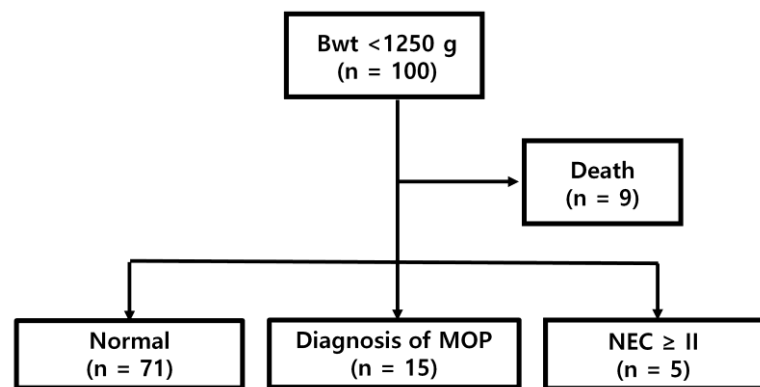 Bwt <1250 g
(n = 100)
Death
(n = 9)
Normal
(n = 71)
Diagnosis of MOP
(n = 15)
NEC ≥ II
(n = 5)